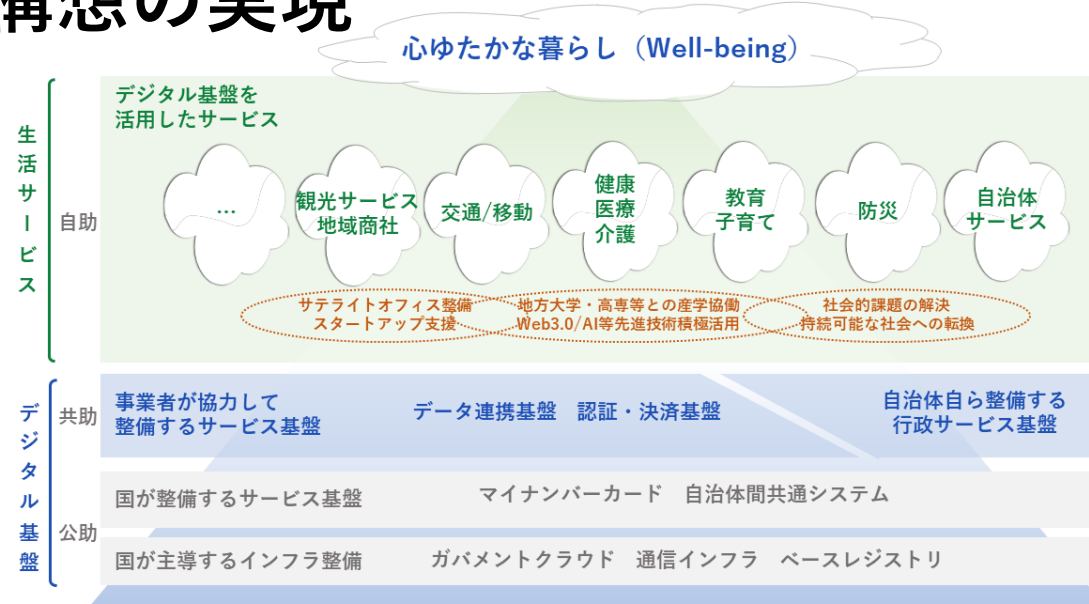 構想の実現
心ゆたかな暮らし（Well-being）
デジタル基盤を
活用したサービス
生活サービス
自助
…
観光サービス
地域商社
交通/移動
健康
医療
介護
教育
子育て
防災
自治体
サービス
サテライトオフィス整備
スタートアップ支援
地方大学・高専等との産学協働
Web3.0/AI等先進技術積極活用
社会的課題の解決
持続可能な社会への転換
デジタル基盤
共助
事業者が協力して
整備するサービス基盤
データ連携基盤　認証・決済基盤
自治体自ら整備する
行政サービス基盤
公助
国が整備するサービス基盤
マイナンバーカード　自治体間共通システム
国が主導するインフラ整備
ガバメントクラウド　通信インフラ　ベースレジストリ